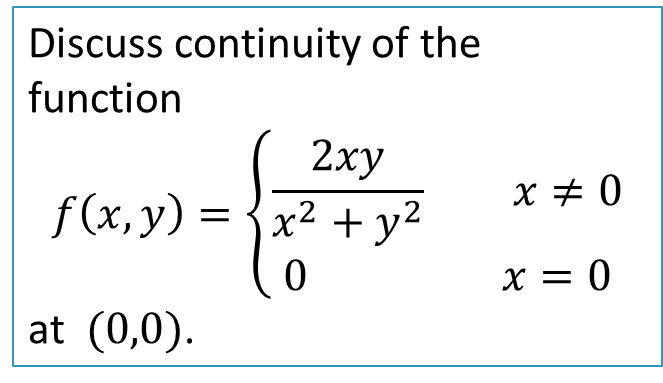 Discuss continuity of the
function
f(x, y) = { 2xy / x² + y²    x ≠ 0
0    x = 0
at (0,0).